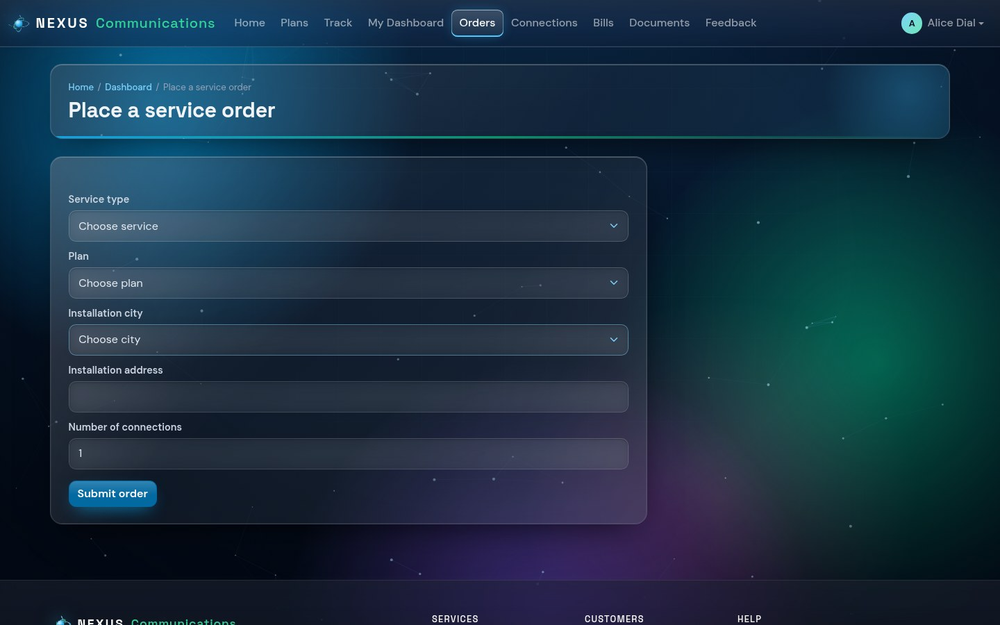 NEXUS Communications Home Plans Track My Dashboard Orders Connections Bills Documents Feedback A Alice Dial
Home / Dashboard / Place a service order
Place a service order
Service type
Choose service
Plan
Choose plan
Installation city
Choose city
Installation address
Number of connections
1
Submit order
NEXUS Communications SERVICES CUSTOMERS HELP